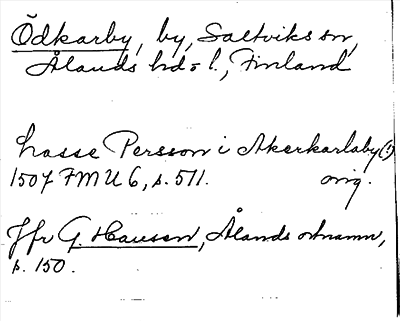 Ödkarby, by, Saltviks sn,
Ålands hd o l., Finland
Lasse Persson i Akerkarlaby (!)
1507 FMU 6, s. 511. orig.
Jfr G. Hausen, Ålands ortnamn,
s. 150.